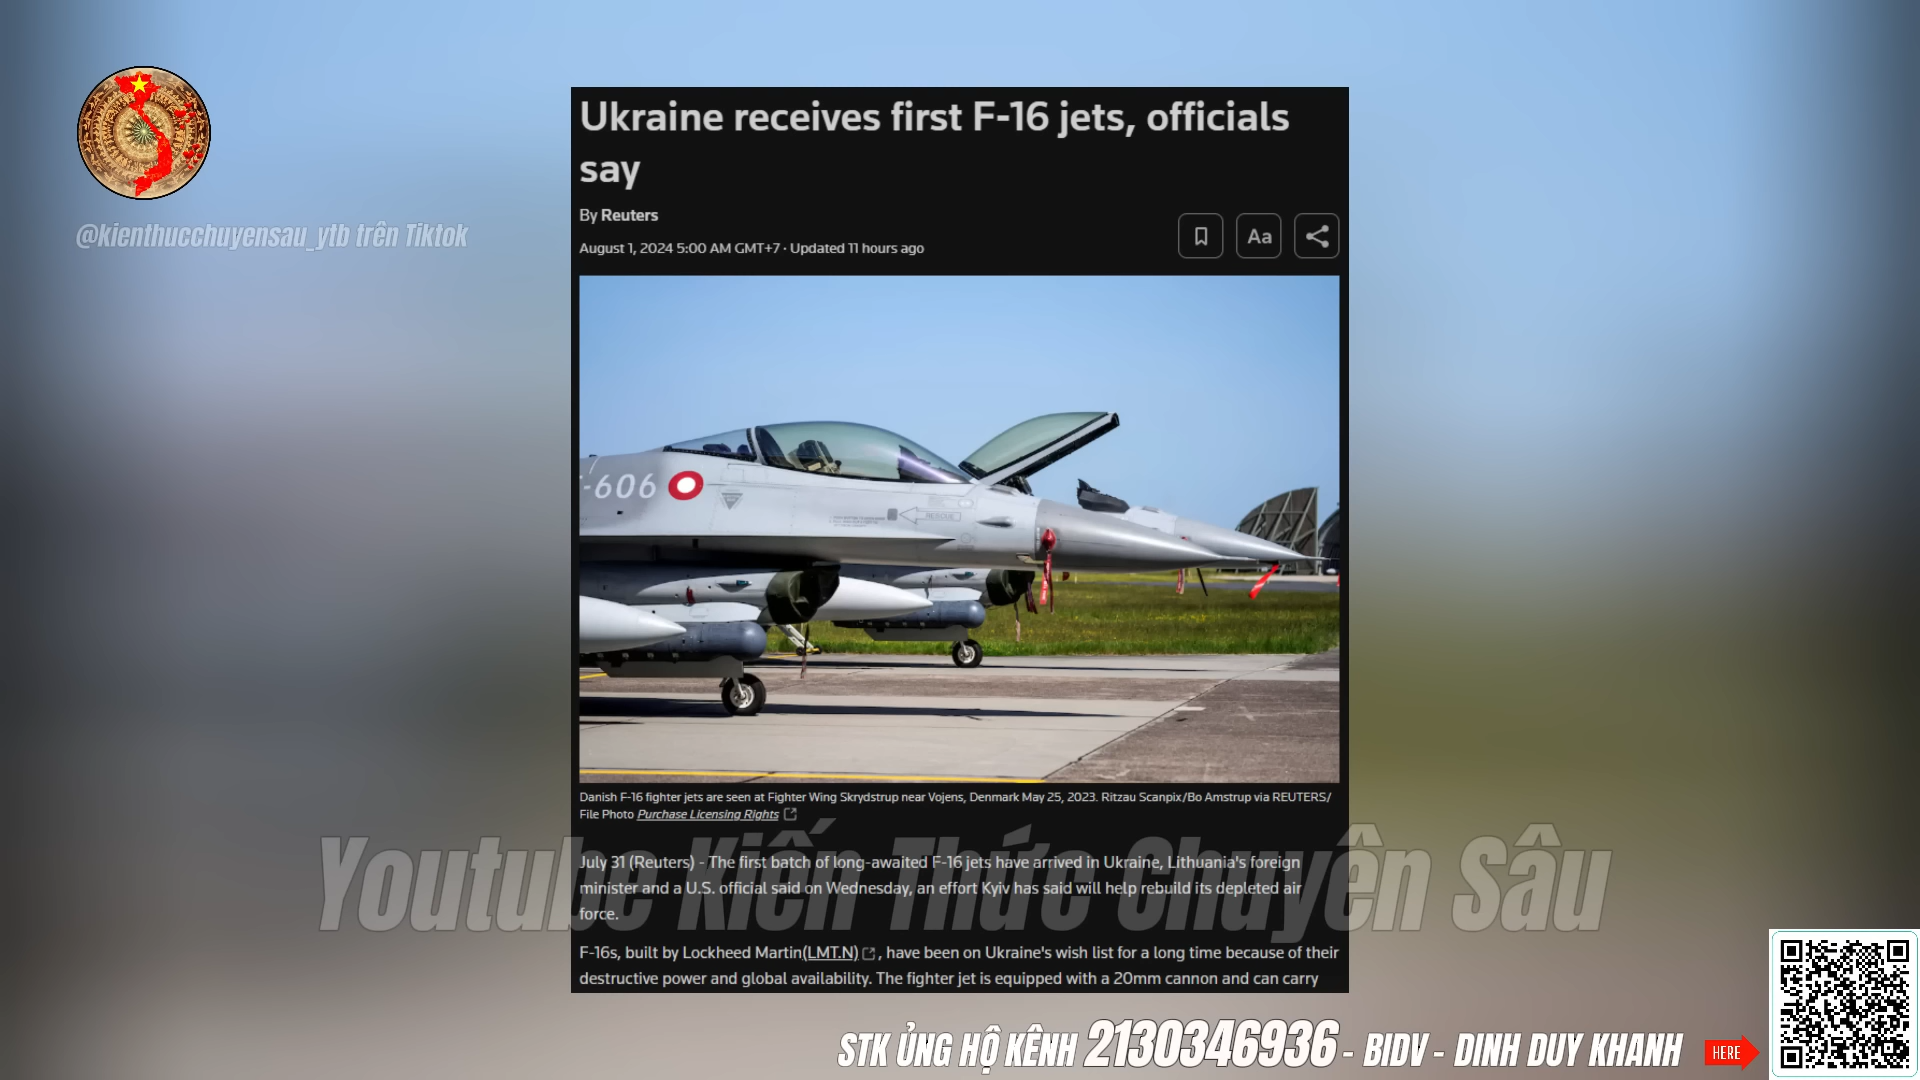 Ukraine receives first F-16 jets, officials
say
By Reuters
August 1, 2024 5:00 AM GMT+7 · Updated 11 hours ago
Aa
@kienthucchuyensau_ytb trên Tiktok
-606
RESCUE
Danish F-16 fighter jets are seen at Fighter Wing Skrydstrup near Vojens, Denmark May 25, 2023. Ritzau Scanpix/Bo Amstrup via REUTERS/
File Photo Purchase Licensing Rights
Youtube Kiến Thức Chuyên Sâu
July 31 (Reuters) - The first batch of long-awaited F-16 jets have arrived in Ukraine, Lithuania's foreign
minister and a U.S. official said on Wednesday, an effort Kyiv has said will help rebuild its depleted air
force.
F-16s, built by Lockheed Martin(LMT.N) , have been on Ukraine's wish list for a long time because of their
destructive power and global availability. The fighter jet is equipped with a 20mm cannon and can carry
STK ỦNG HỘ KÊNH 2130346936 - BIDV - DINH DUY KHANH
HERE